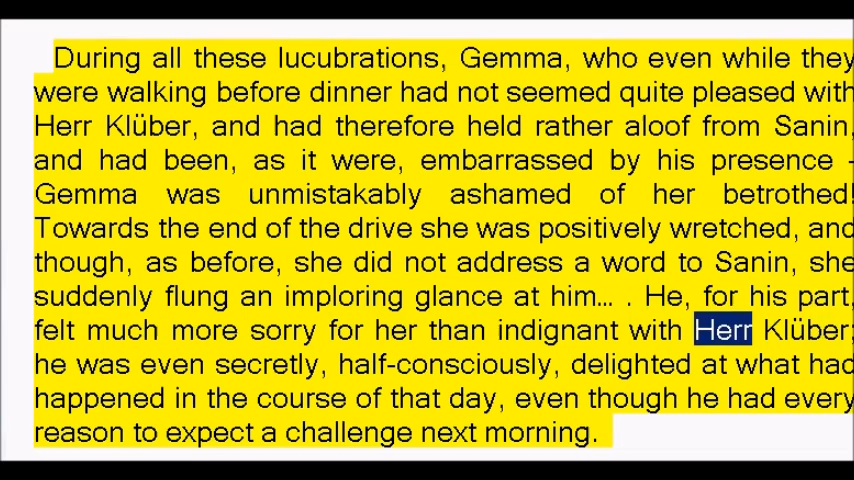 During all these lucubrations, Gemma, who even while they
were walking before dinner had not seemed quite pleased with
Herr Klüber, and had therefore held rather aloof from Sanin,
and had been, as it were, embarrassed by his presence -
Gemma was unmistakably ashamed of her betrothed!
Towards the end of the drive she was positively wretched, and
though, as before, she did not address a word to Sanin, she
suddenly flung an imploring glance at him... . He, for his part,
felt much more sorry for her than indignant with Herr Klüber;
he was even secretly, half-consciously, delighted at what had
happened in the course of that day, even though he had every
reason to expect a challenge next morning.